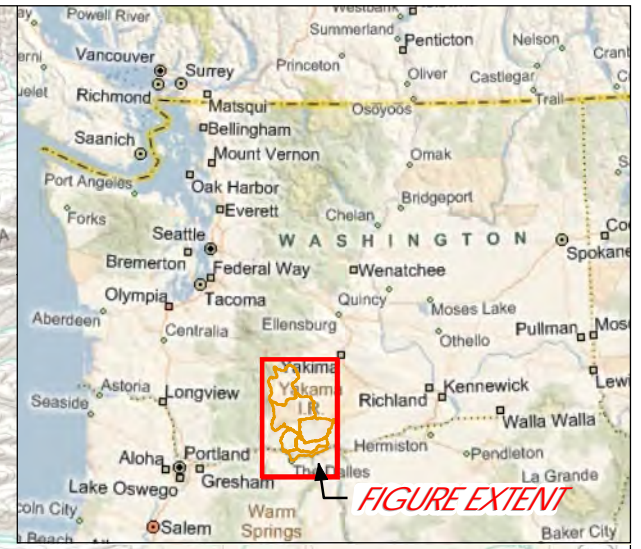 Powell River
Westbank
Summerland
Penticton
Nelson
Vancouver
Surrey
Princeton
Oliver
Castlegar
Richmond
Matsqui
Osoyoos
Trail
Bellingham
Saanich
Mount Vernon
Omak
Port Angeles
Oak Harbor
Bridgeport
Forks
Everett
Chelan
Seattle
WASHINGTON
Spokane
Bremerton
Federal Way
Wenatchee
Olympia
Tacoma
Quincy
Moses Lake
Aberdeen
Centralia
Ellensburg
Othello
Pullman
Yakima
Astoria
Longview
Yakama
I.R.
Richland
Kennewick
Seaside
Walla Walla
Aloha
Portland
Hermiston
Pendleton
Lake Oswego
Gresham
The Dalles
La Grande
FIGURE EXTENT
Salem
Warm
Springs
Baker City
Beach